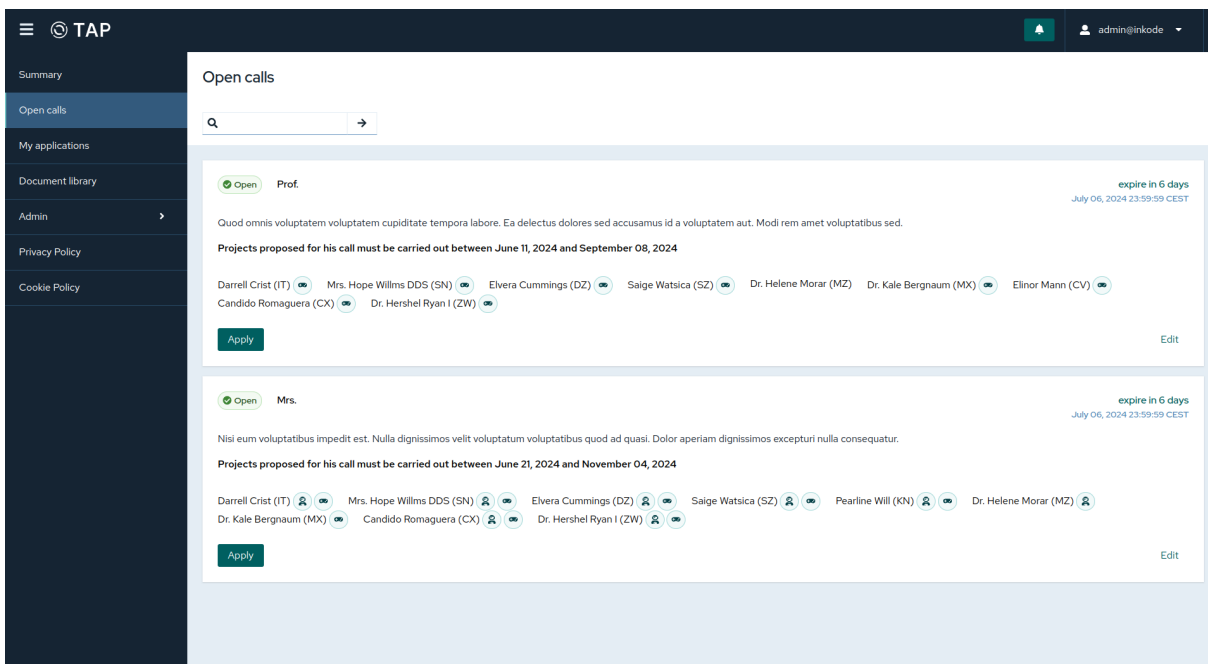 TAP
admin@inkode
Summary
Open calls
My applications
Document library
Admin
Privacy Policy
Cookie Policy
Open calls
Open Prof. expire in 6 days
July 06, 2024 23:59:59 CEST
Quod omnis voluptatem voluptatem cupiditate tempora labore. Ea delectus dolores sed accusamus id a voluptatem aut. Modi rem amet voluptatibus sed.
Projects proposed for his call must be carried out between June 11, 2024 and September 08, 2024
Darrell Crist (IT) Mrs. Hope Willms DDS (SN) Elvera Cummings (DZ) Saige Watsica (SZ) Dr. Helene Morar (MZ) Dr. Kale Bergnaum (MX) Elinor Mann (CV)
Candido Romaguera (CX) Dr. Hershel Ryan I (ZW)
Apply Edit
Open Mrs. expire in 6 days
July 06, 2024 23:59:59 CEST
Nisi eum voluptatibus impedit est. Nulla dignissimos velit voluptatum voluptatibus quod ad quasi. Dolor aperiam dignissimos excepturi nulla consequatur.
Projects proposed for his call must be carried out between June 21, 2024 and November 04, 2024
Darrell Crist (IT) Mrs. Hope Willms DDS (SN) Elvera Cummings (DZ) Saige Watsica (SZ) Pearline Will (KN) Dr. Helene Morar (MZ)
Dr. Kale Bergnaum (MX) Candido Romaguera (CX) Dr. Hershel Ryan I (ZW)
Apply Edit